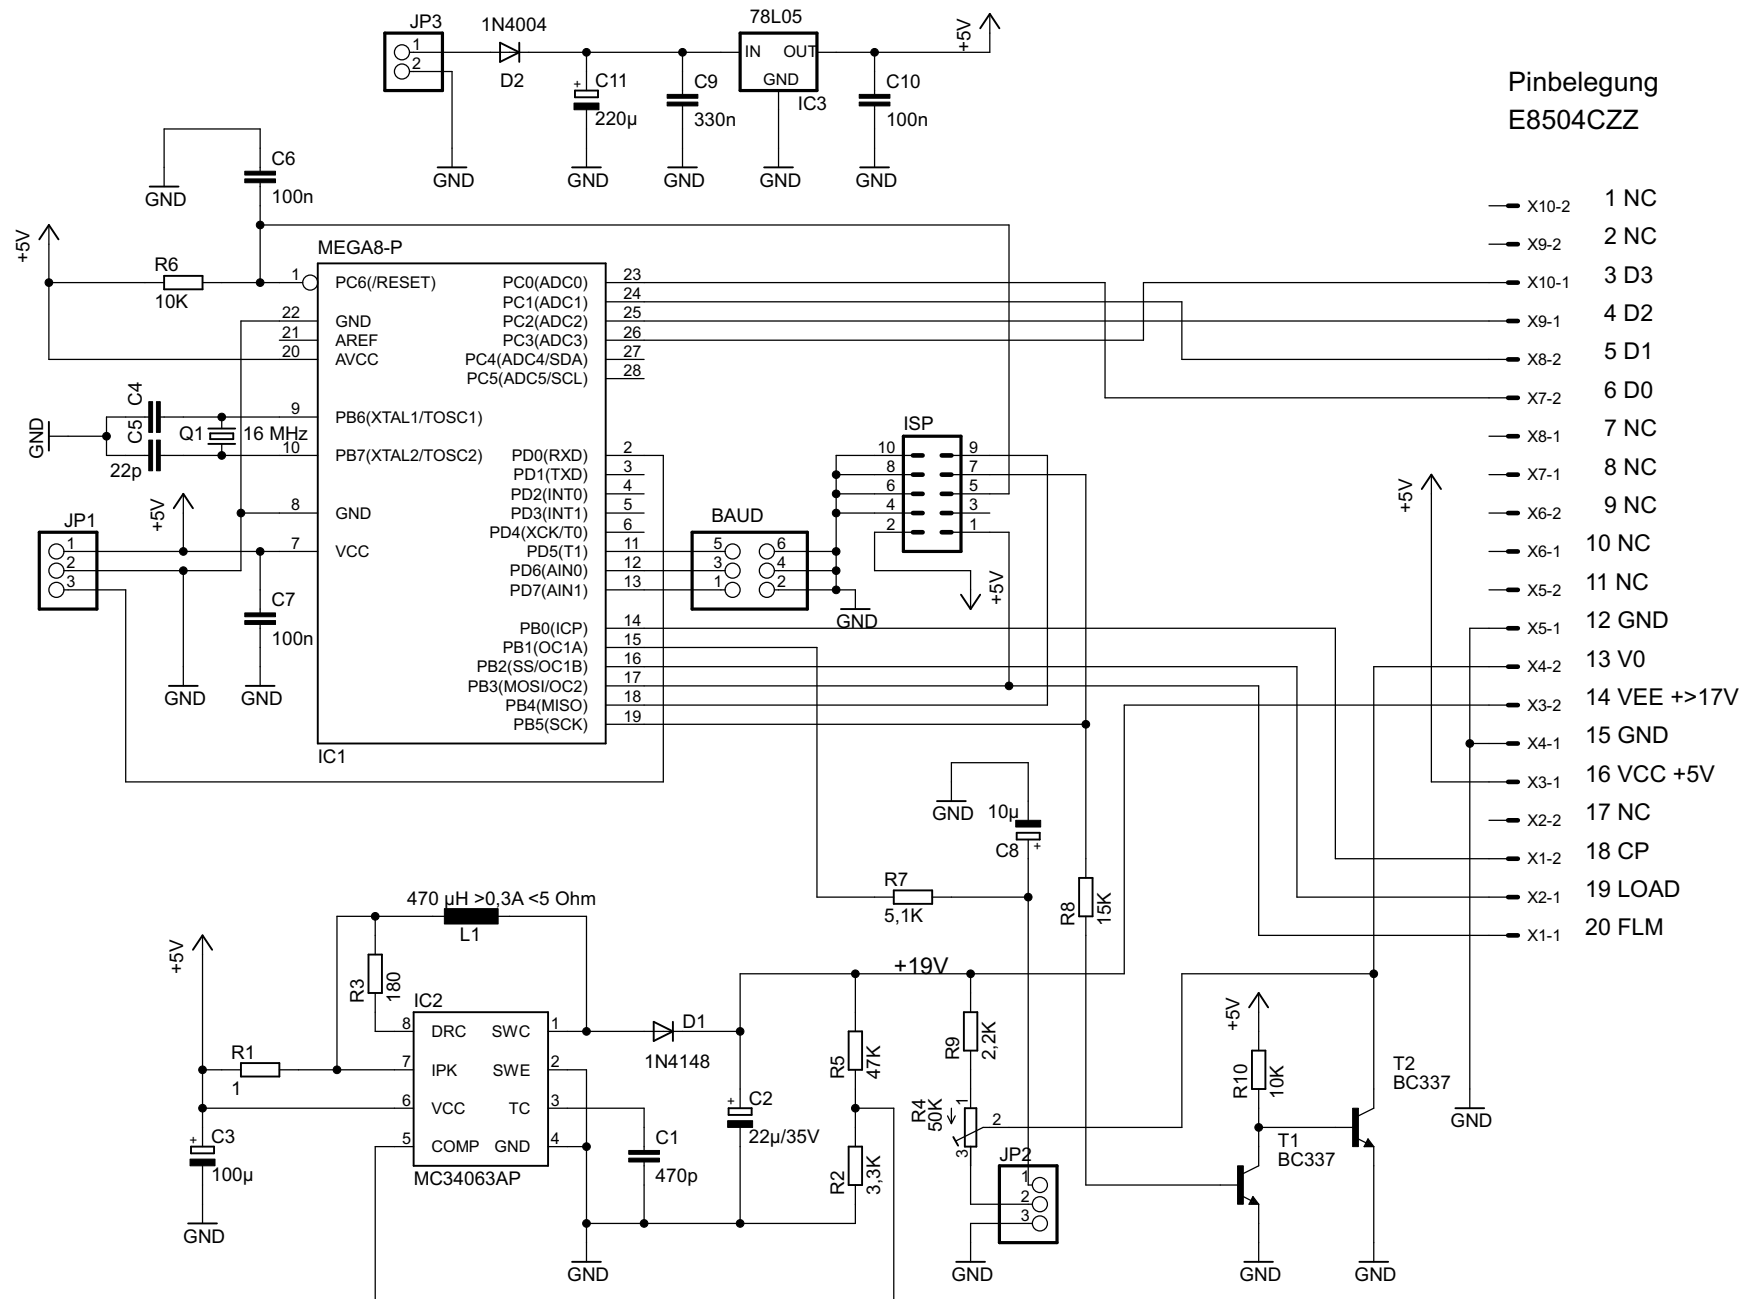 JP3
1
2
1N4004
D2
+
C11
220µ
C9
330n
78L05
IN OUT
GND
IC3
C10
100n
+5V
GND
GND
GND
GND
GND
Pinbelegung
E8504CZZ
GND
C6
100n
+5V
R6
10K
MEGA8-P
1 PC6(/RESET)
22 GND
21 AREF
20 AVCC
9 PB6(XTAL1/TOSC1)
10 PB7(XTAL2/TOSC2)
8 GND
7 VCC
PC0(ADC0) 23
PC1(ADC1) 24
PC2(ADC2) 25
PC3(ADC3) 26
PC4(ADC4/SDA) 27
PC5(ADC5/SCL) 28
PD0(RXD) 2
PD1(TXD) 3
PD2(INT0) 4
PD3(INT1) 5
PD4(XCK/T0) 6
PD5(T1) 11
PD6(AIN0) 12
PD7(AIN1) 13
PB0(ICP) 14
PB1(OC1A) 15
PB2(SS/OC1B) 16
PB3(MOSI/OC2) 17
PB4(MISO) 18
PB5(SCK) 19
IC1
GND
C4
C5
22p
Q1
16 MHz
+5V
JP1
1
2
3
C7
100n
GND
GND
BAUD
5 6
3 4
1 2
GND
ISP
10 9
8 7
6 5
4 3
2 1
+5V
+5V
X10-2 1 NC
X9-2 2 NC
X10-1 3 D3
X9-1 4 D2
X8-2 5 D1
X7-2 6 D0
X8-1 7 NC
X7-1 8 NC
X6-2 9 NC
X6-1 10 NC
X5-2 11 NC
X5-1 12 GND
X4-2 13 V0
X3-2 14 VEE +>17V
X4-1 15 GND
X3-1 16 VCC +5V
X2-2 17 NC
X1-2 18 CP
X2-1 19 LOAD
X1-1 20 FLM
GND
10µ
C8
+
R7
5,1K
R8
15K
470 µH >0,3A <5 Ohm
L1
+5V
R3
180
IC2
8 DRC SWC 1
7 IPK SWE 2
6 VCC TC 3
5 COMP GND 4
MC34063AP
R1
1
+
C3
100µ
GND
D1
1N4148
C1
470p
+
C2
22µ/35V
GND
+19V
R5
47K
R2
3,3K
R9
2,2K
R4
50K
1
2
3
JP2
1
2
3
GND
+5V
R10
10K
T1
BC337
GND
T2
BC337
GND
GND